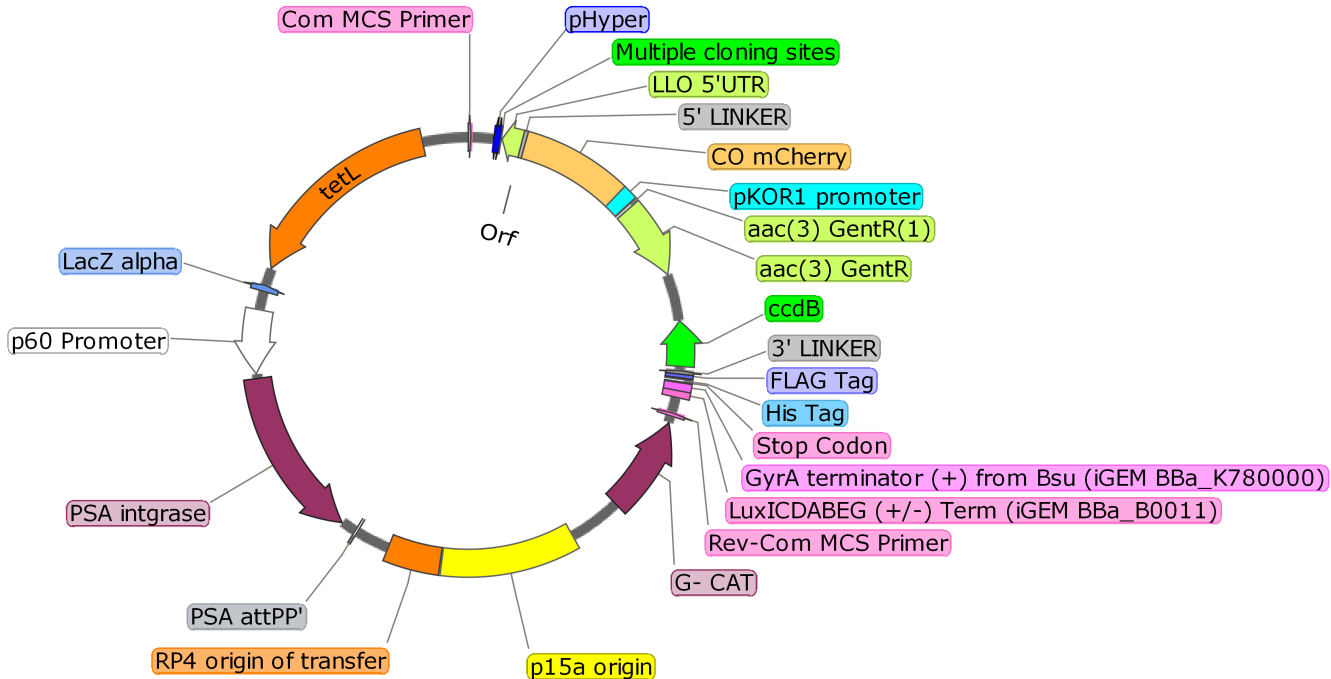 Com MCS Primer
pHyper
Multiple cloning sites
LLO 5'UTR
5' LINKER
CO mCherry
pKOR1 promoter
aac(3) GentR(1)
aac(3) GentR
ccdB
3' LINKER
FLAG Tag
His Tag
Stop Codon
GyrA terminator (+) from Bsu (iGEM BBa_K780000)
LuxICDABEG (+/-) Term (iGEM BBa_B0011)
Rev-Com MCS Primer
G- CAT
p15a origin
RP4 origin of transfer
PSA attPP'
PSA intgrase
p60 Promoter
LacZ alpha
tetL
Orf